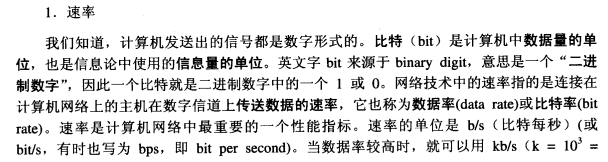 1．速率
我们知道，计算机发送出的信号都是数字形式的。比特（bit）是计算机中数据量的单
位，也是信息论中使用的信息量的单位。英文字 bit 来源于 binary digit，意思是一个“二进
制数字”，因此一个比特就是二进制数字中的一个 1 或 0。网络技术中的速率指的是连接在
计算机网络上的主机在数字信道上传送数据的速率，它也称为数据率(data rate)或比特率(bit
rate)。速率是计算机网络中最重要的一个性能指标。速率的单位是 b/s（比特每秒）(或
bit/s，有时也写为 bps，即 bit per second)。当数据率较高时，就可以用 kb/s（k = 10³ =